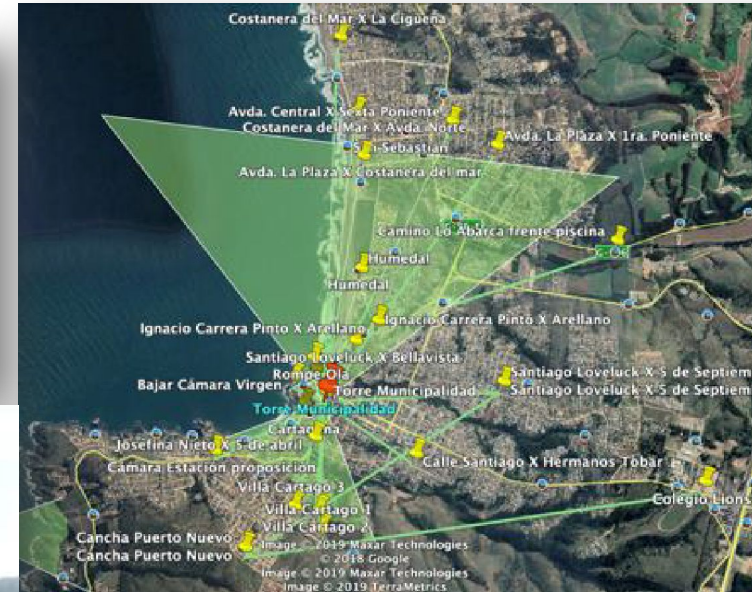 Costanera del Mar X La Cigueña
Avda. Central X Sexta Poniente
Costanera del Mar X Avda. Norte
Avda. La Plaza X 1ra. Poniente
San Sebastian
Avda. La Plaza X Costanera del mar
Camino Lo Abarca frente piscina
Humedal
Humedal
Ignacio Carrera Pinto X Arellano
Ignacio Carrera Pinto X Arellano
Santiago Loveluck X Bellavista
Rompe Ola
Santiago Loveluck X 5 de Septiem
Bajar Cámara Virgen
Torre Municipalidad
Santiago Loveluck X 5 de Septiem
Torre Municipalidad
Cartagena
Josefina Nieto X 5 de abril
Calle Santiago X Hermanos Tobar
Cámara Estación proposicion
Villa Cartago 3
Colegio Lions
Villa Cartago 1
Villa Cartago 2
Cancha Puerto Nuevo
Image © 2019 Maxar Technologies
Cancha Puerto Nuevo
© 2018 Google
Image © 2019 Maxar Technologies
Image © 2019 TerraMetrics